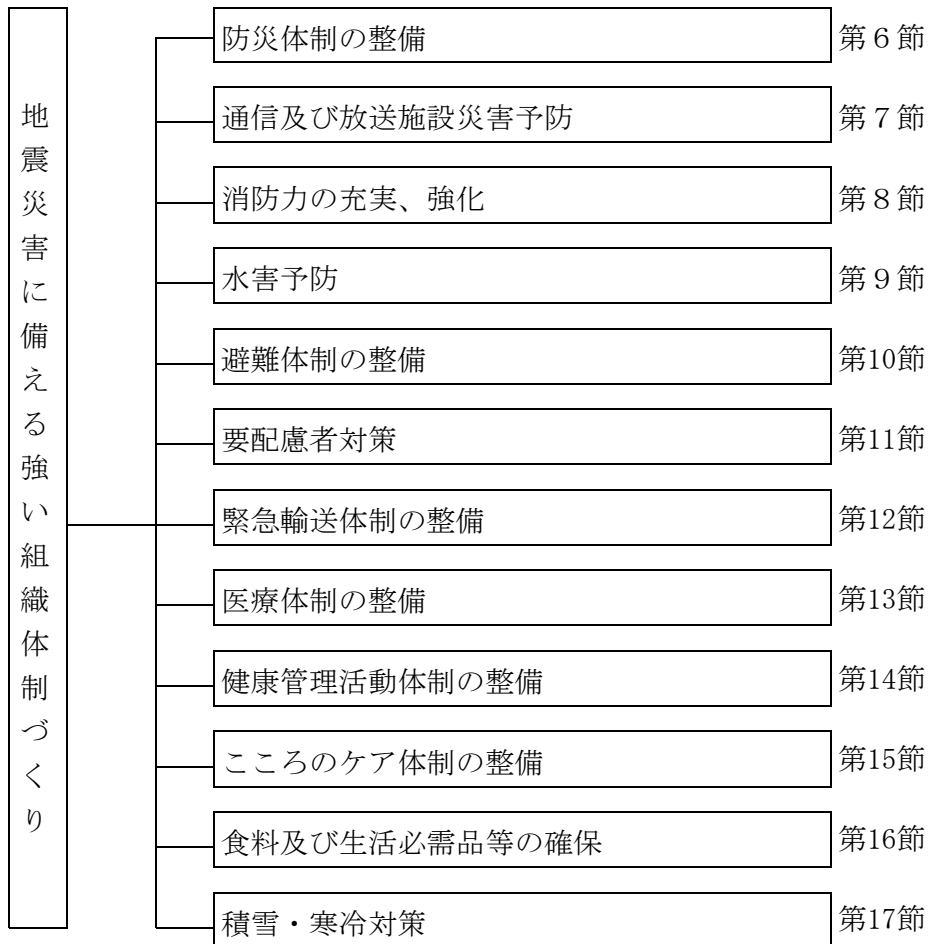 地震災害に備える強い組織体制づくり
防災体制の整備 第６節
通信及び放送施設災害予防 第７節
消防力の充実、強化 第８節
水害予防 第９節
避難体制の整備 第10節
要配慮者対策 第11節
緊急輸送体制の整備 第12節
医療体制の整備 第13節
健康管理活動体制の整備 第14節
こころのケア体制の整備 第15節
食料及び生活必需品等の確保 第16節
積雪・寒冷対策 第17節